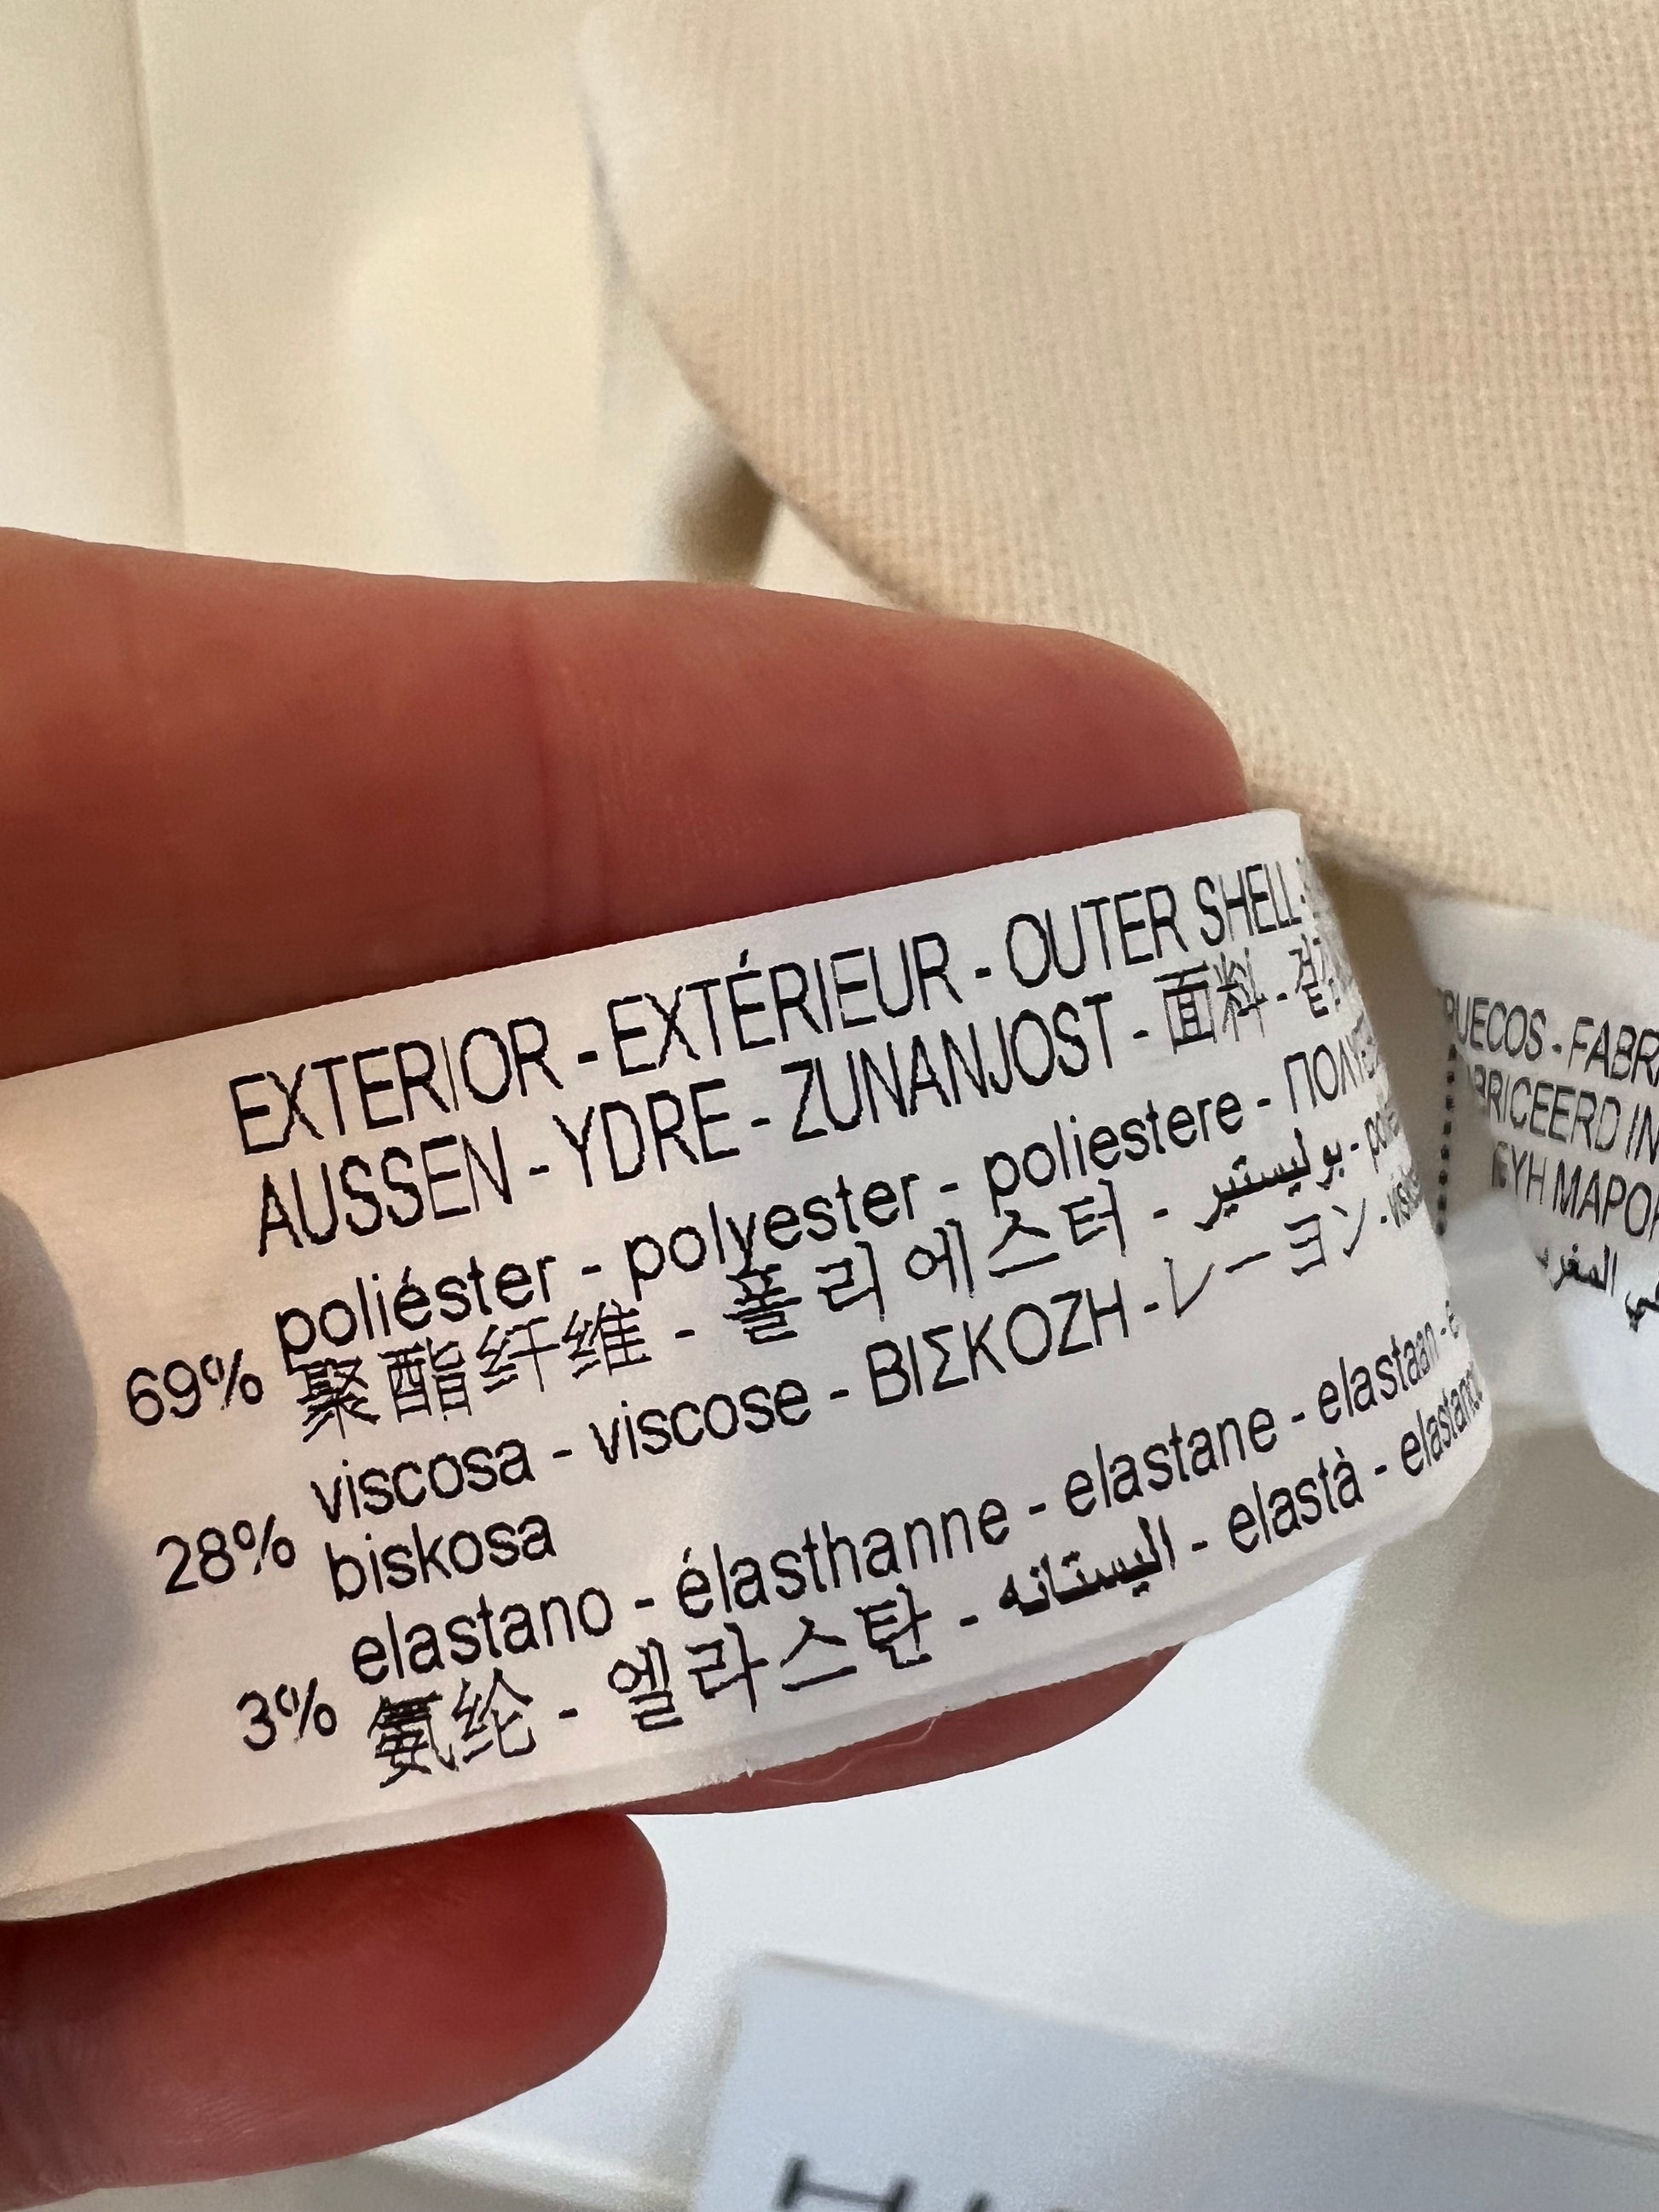 EXTERIOR - EXTÉRIEUR - OUTER SHELL -
AUSSEN - YDRE - ZUNANJOST - 面料 -
69% poliéster - polyester - poliestere -
聚酯纤维 - 폴리에스터 - بوليستير -
28% viscosa - viscose - ΒΙΣΚΟΖΗ - レーヨン -
biskosa
3% elastano - élasthanne - elastane - elastaan -
氨纶 - 엘라스탄 - اليستانه - elastà -
- FABR
IN
المغرب